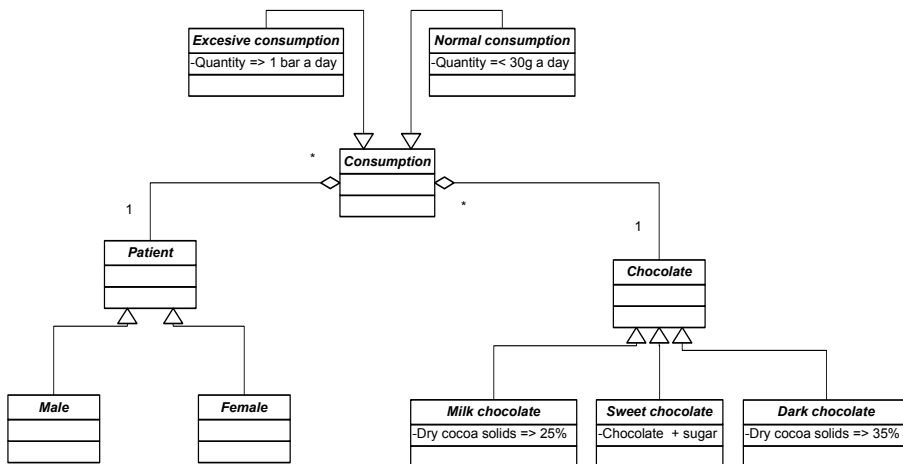 Excesive consumption
-Quantity => 1 bar a day
Normal consumption
-Quantity =< 30g a day
Consumption
*
*
1
1
Patient
Chocolate
Male
Female
Milk chocolate
-Dry cocoa solids => 25%
Sweet chocolate
-Chocolate + sugar
Dark chocolate
-Dry cocoa solids => 35%